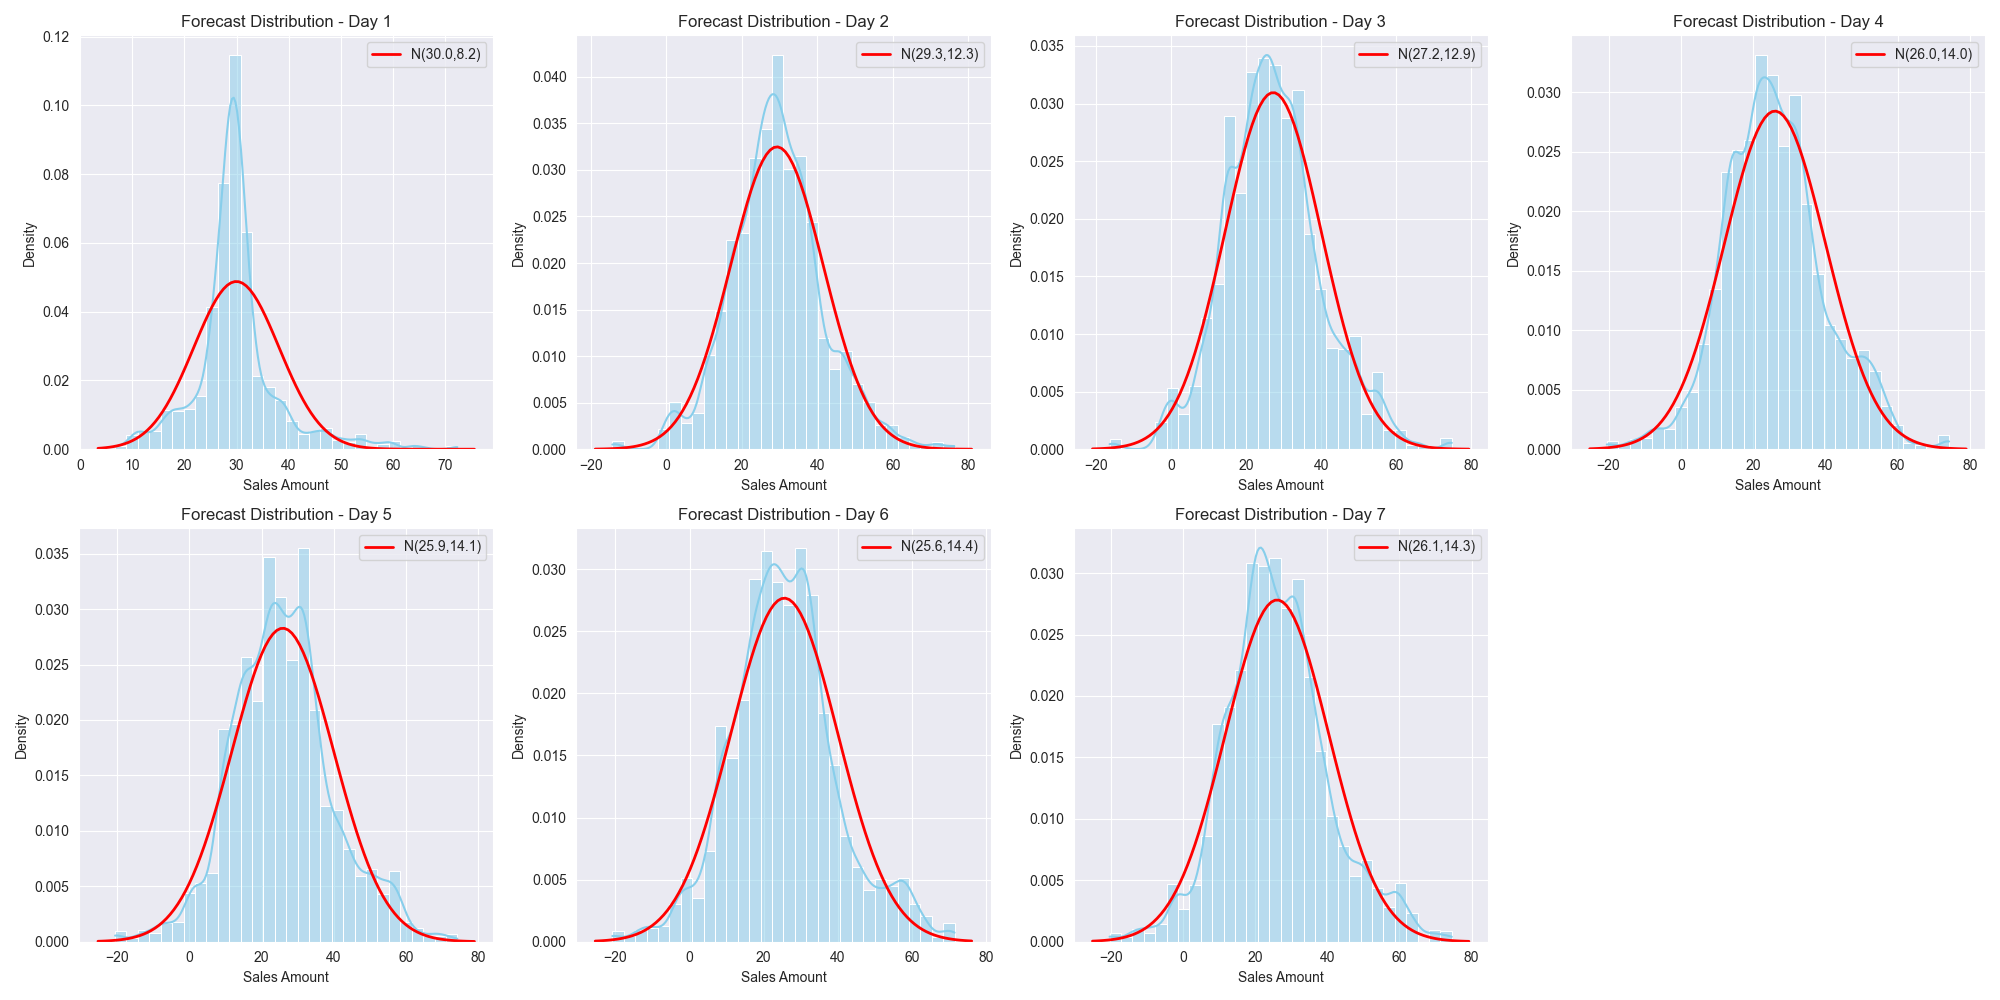 Forecast Distribution - Day 1
N(30.0,8.2)
Density
0.12
0.10
0.08
0.06
0.04
0.02
0.00
0 10 20 30 40 50 60 70
Sales Amount
Forecast Distribution - Day 2
N(29.3,12.3)
Density
0.040
0.035
0.030
0.025
0.020
0.015
0.010
0.005
0.000
−20 0 20 40 60 80
Sales Amount
Forecast Distribution - Day 3
N(27.2,12.9)
Density
0.035
0.030
0.025
0.020
0.015
0.010
0.005
0.000
−20 0 20 40 60 80
Sales Amount
Forecast Distribution - Day 4
N(26.0,14.0)
Density
0.030
0.025
0.020
0.015
0.010
0.005
0.000
−20 0 20 40 60 80
Sales Amount
Forecast Distribution - Day 5
N(25.9,14.1)
Density
0.035
0.030
0.025
0.020
0.015
0.010
0.005
0.000
−20 0 20 40 60 80
Sales Amount
Forecast Distribution - Day 6
N(25.6,14.4)
Density
0.030
0.025
0.020
0.015
0.010
0.005
0.000
−20 0 20 40 60 80
Sales Amount
Forecast Distribution - Day 7
N(26.1,14.3)
Density
0.030
0.025
0.020
0.015
0.010
0.005
0.000
−20 0 20 40 60 80
Sales Amount